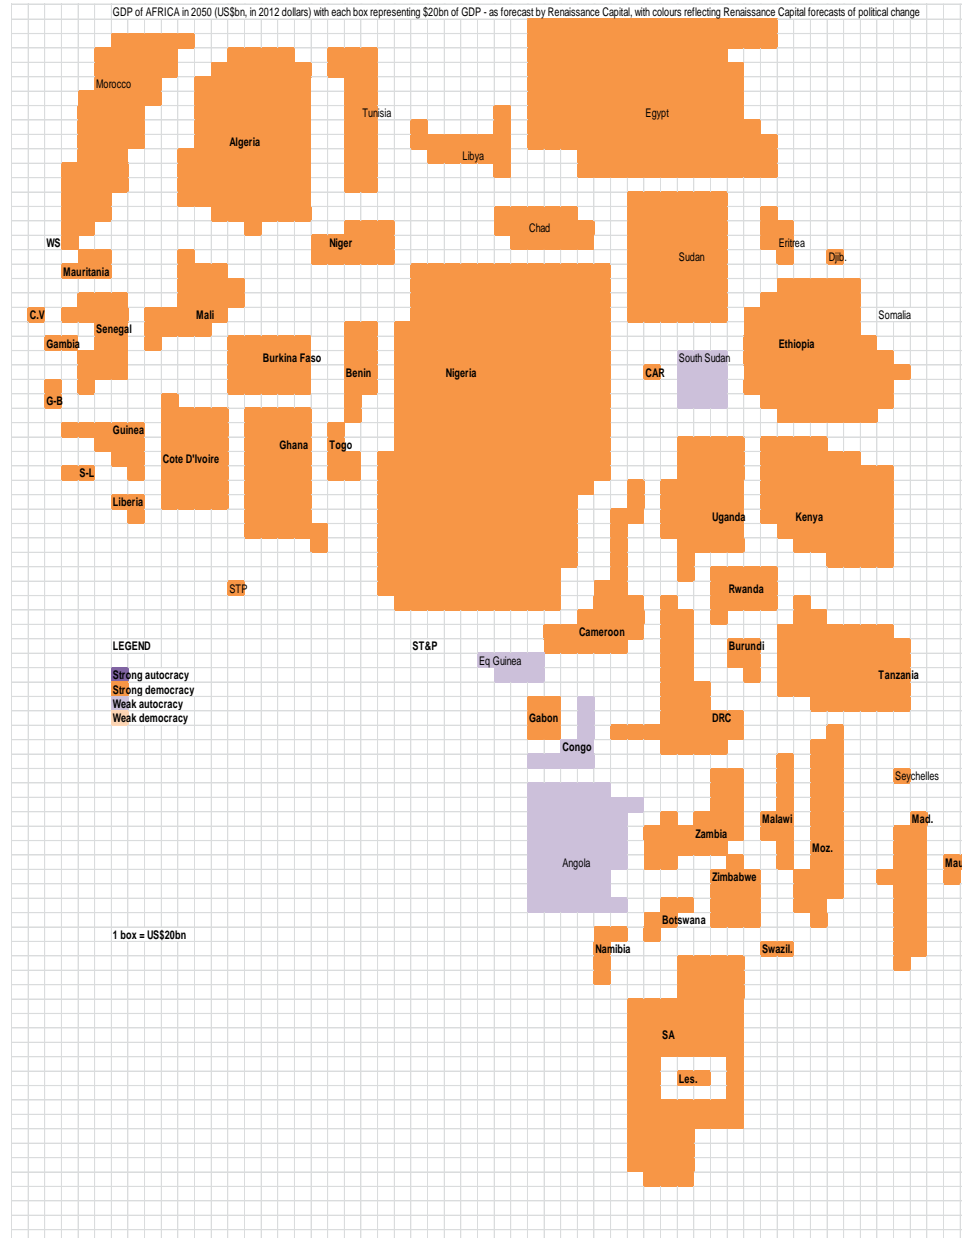 GDP of AFRICA in 2050 (US$bn, in 2012 dollars) with each box representing $20bn of GDP - as forecast by Renaissance Capital, with colours reflecting Renaissance Capital forecasts of political change
Morocco
Tunisia
Egypt
Algeria
Libya
Chad
WS
Niger
Eritrea
Sudan
Djib.
Mauritania
C.V
Mali
Somalia
Senegal
Gambia
Ethiopia
Burkina Faso
South Sudan
Benin
Nigeria
CAR
G-B
Guinea
Ghana
Togo
Cote D'Ivoire
S-L
Liberia
Uganda
Kenya
STP
Rwanda
Cameroon
LEGEND
ST&P
Burundi
Eq Guinea
Strong autocracy
Tanzania
Strong democracy
Weak autocracy
Weak democracy
Gabon
DRC
Congo
Seychelles
Malawi
Mad.
Zambia
Moz.
Angola
Mau
Zimbabwe
Botswana
1 box = US$20bn
Namibia
Swazil.
SA
Les.